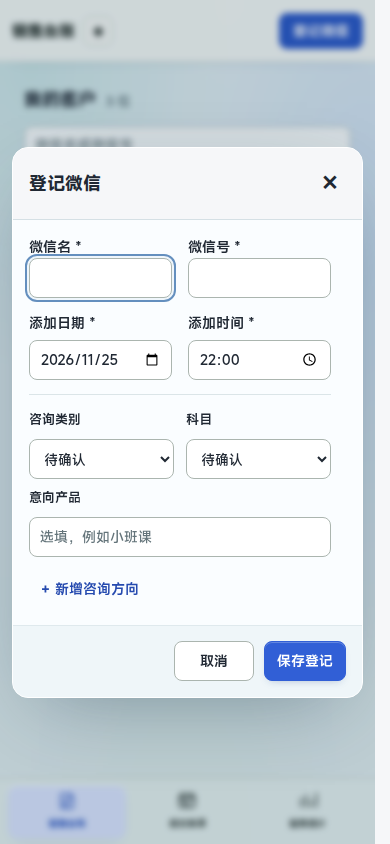 登记微信 ✕
微信名 * 微信号 *
添加日期 * 添加时间 *
2026/11/25 22:00
咨询类别 科目
待确认 待确认
意向产品
选填，例如小班课
+ 新增咨询方向
取消 保存登记